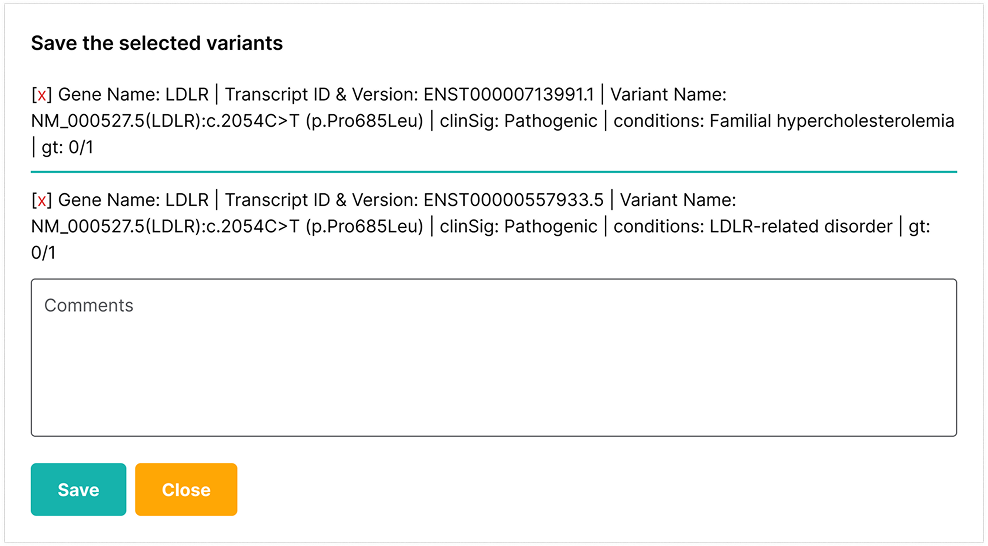 Save the selected variants
[x] Gene Name: LDLR | Transcript ID & Version: ENST00000713991.1 | Variant Name:
NM_000527.5(LDLR):c.2054C>T (p.Pro685Leu) | clinSig: Pathogenic | conditions: Familial hypercholesterolemia
| gt: 0/1
[x] Gene Name: LDLR | Transcript ID & Version: ENST00000557933.5 | Variant Name:
NM_000527.5(LDLR):c.2054C>T (p.Pro685Leu) | clinSig: Pathogenic | conditions: LDLR-related disorder | gt:
0/1
Comments
Save Close